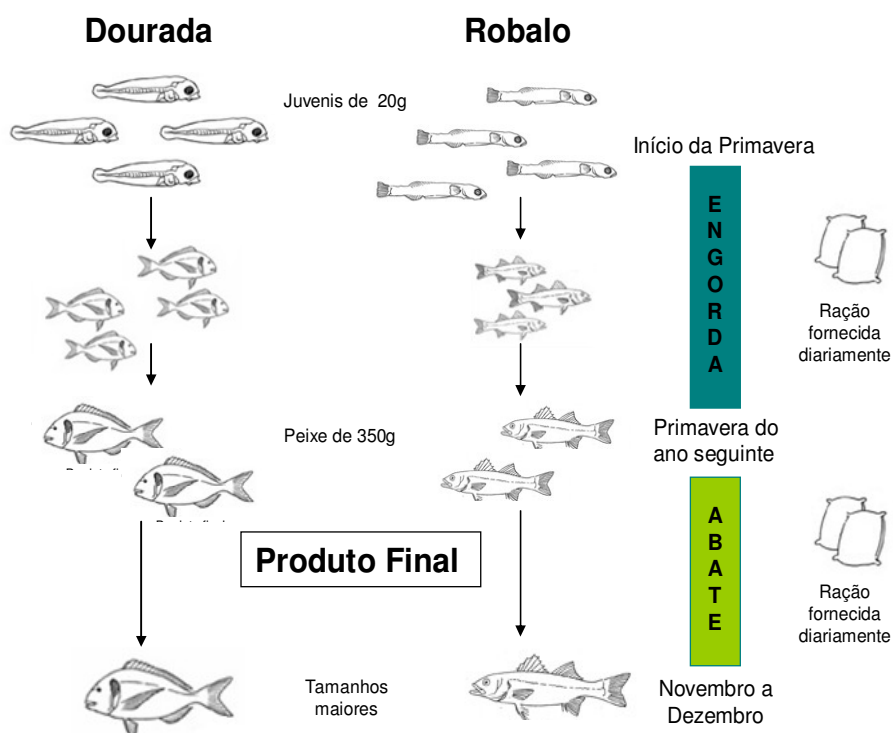 Dourada
Robalo
Juvenis de 20g
Início da Primavera
E
N
G
O
R
D
A
Ração
fornecida
diariamente
Peixe de 350g
Primavera do
ano seguinte
A
B
A
T
E
Produto Final
Ração
fornecida
diariamente
Tamanhos
maiores
Novembro a
Dezembro